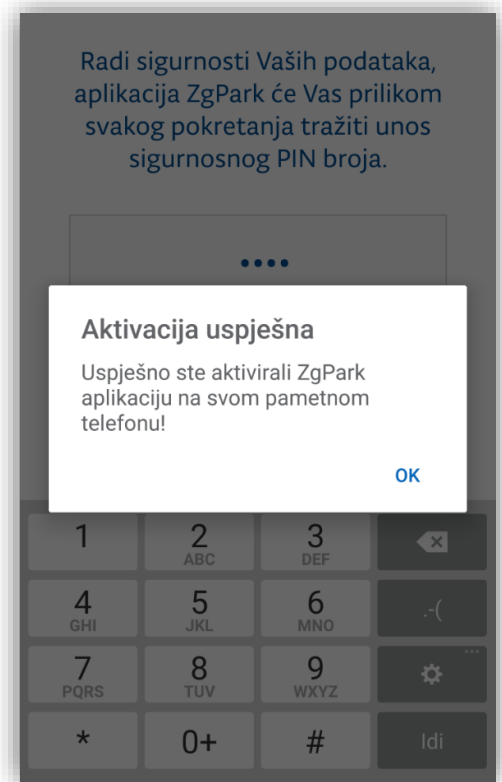 Radi sigurnosti Vaših podataka,
aplikacija ZgPark će Vas prilikom
svakog pokretanja tražiti unos
sigurnosnog PIN broja.
••••
Aktivacija uspješna
Uspješno ste aktivirali ZgPark
aplikaciju na svom pametnom
telefonu!
OK
1 2 3
ABC DEF
4 5 6 .-(
GHI JKL MNO
7 8 9
PQRS TUV WXYZ
* 0+ # Idi